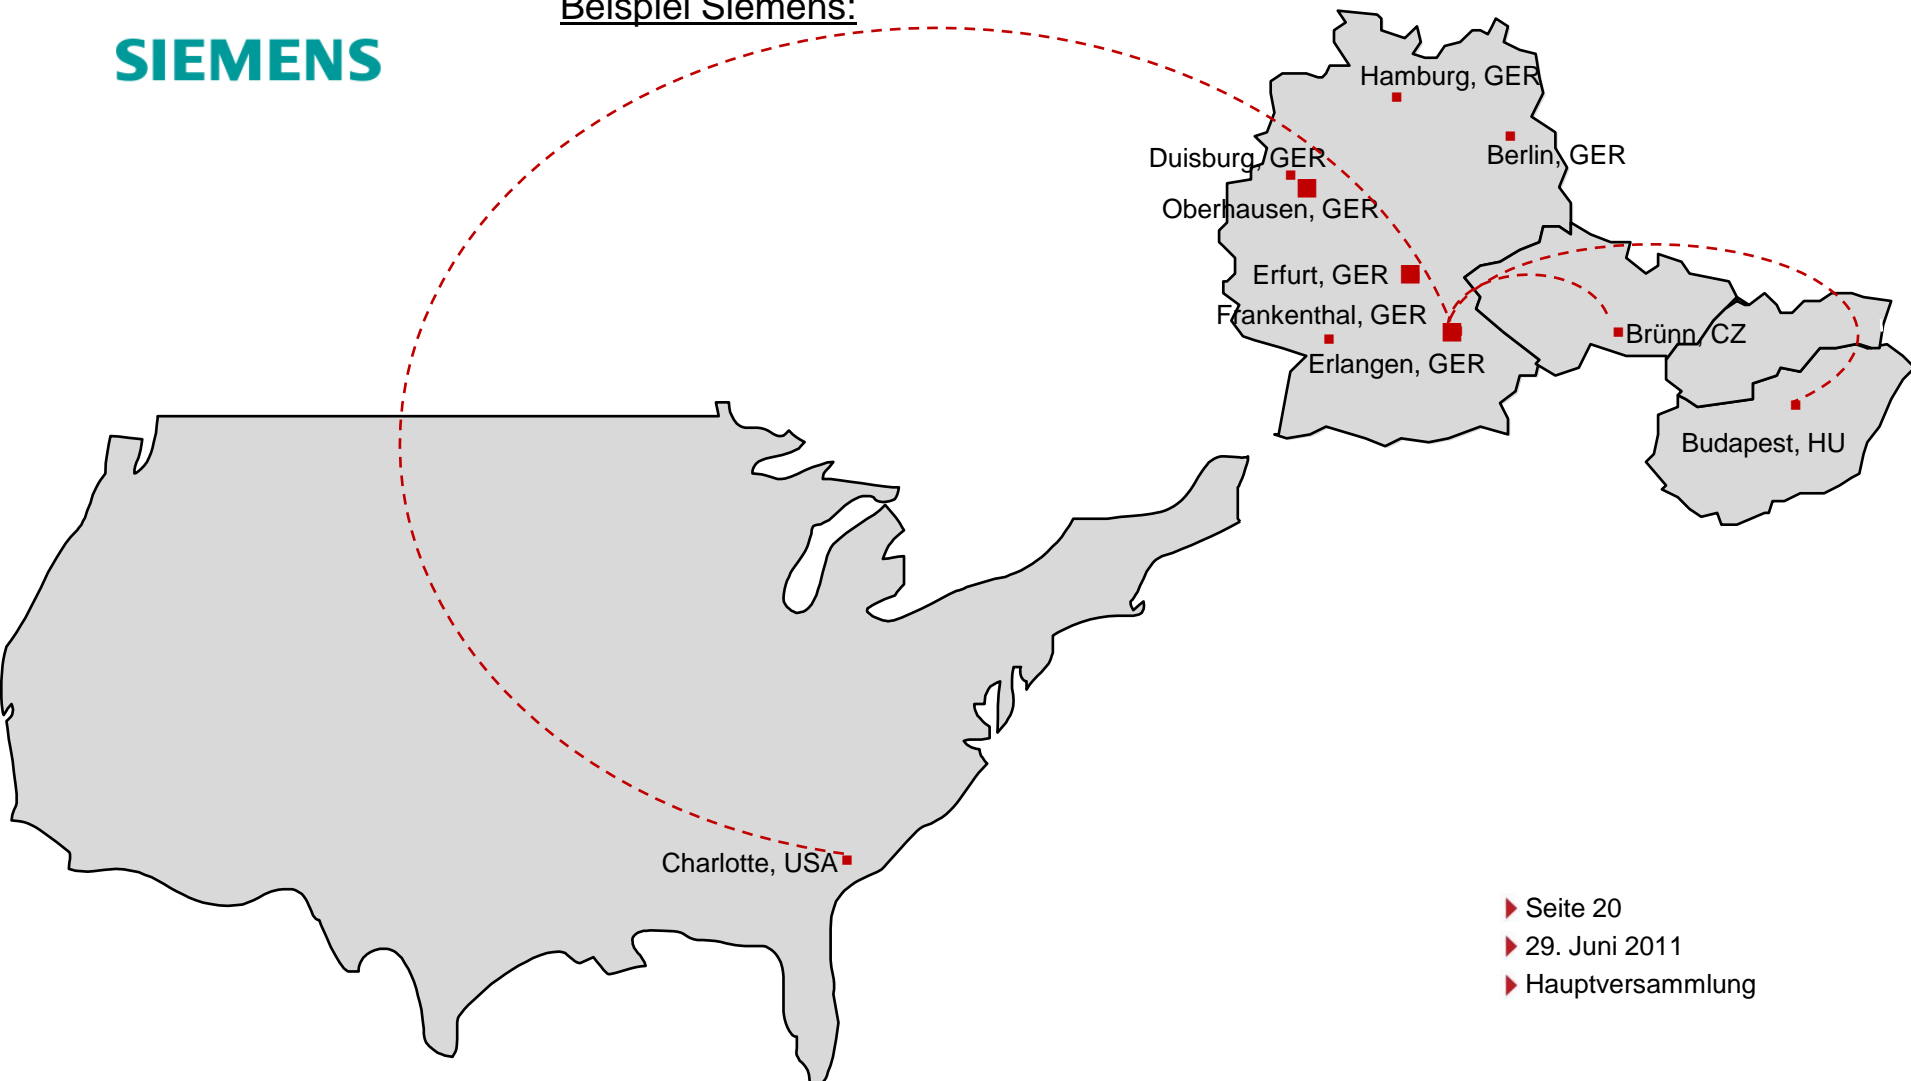 Beispiel Siemens:
SIEMENS
Hamburg, GER
Berlin, GER
Duisburg, GER
Oberhausen, GER
Erfurt, GER
Frankenthal, GER
Erlangen, GER
Brünn, CZ
Budapest, HU
Charlotte, USA
Seite 20
29. Juni 2011
Hauptversammlung